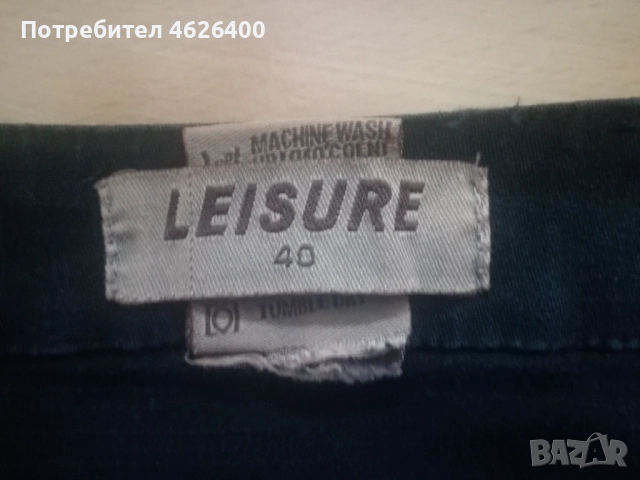 Потребител 4626400
MACHINE WASH
LEISURE
40
TUMBLE DRY
BAZAR